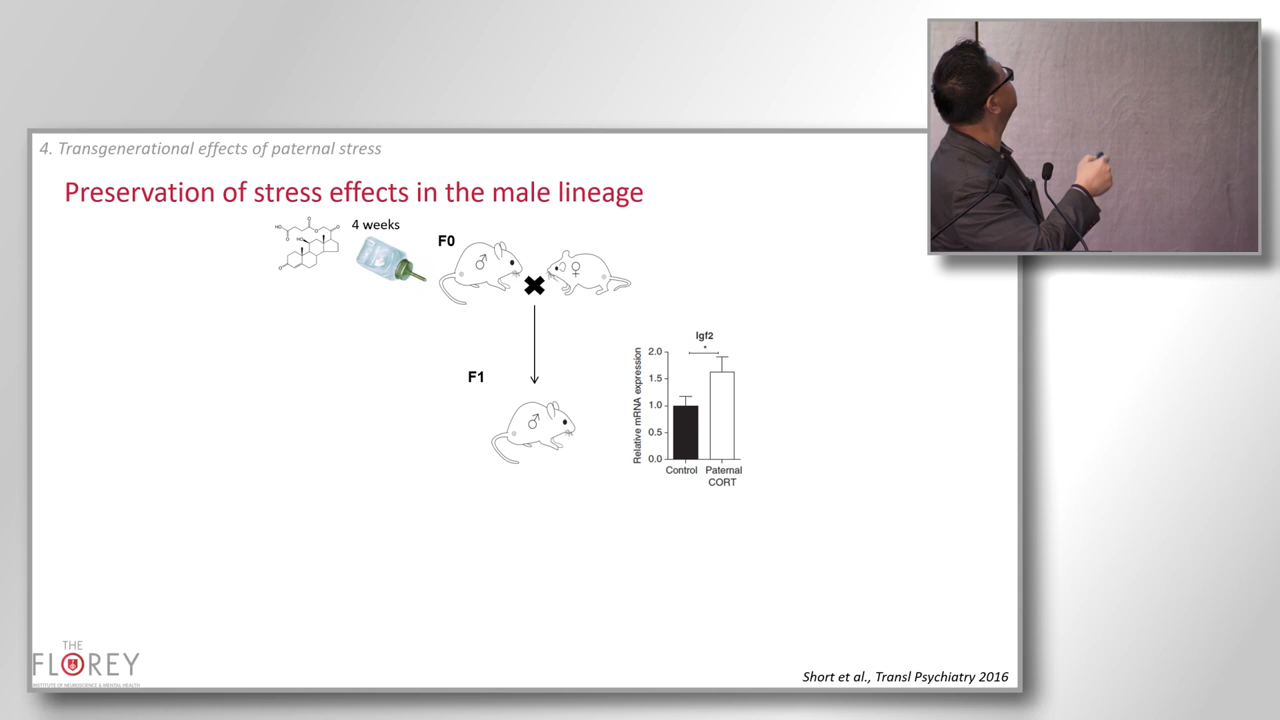 4. Transgenerational effects of paternal stress
Preservation of stress effects in the male lineage
4 weeks
F0
HO
O
O
O
O
HO
O
♂
♀
F1
♂
Igf2
*
Relative mRNA expression
2.0
1.5
1.0
0.5
0.0
Control
Paternal
CORT
THE
FLOREY
INSTITUTE OF NEUROSCIENCE & MENTAL HEALTH
Short et al., Transl Psychiatry 2016